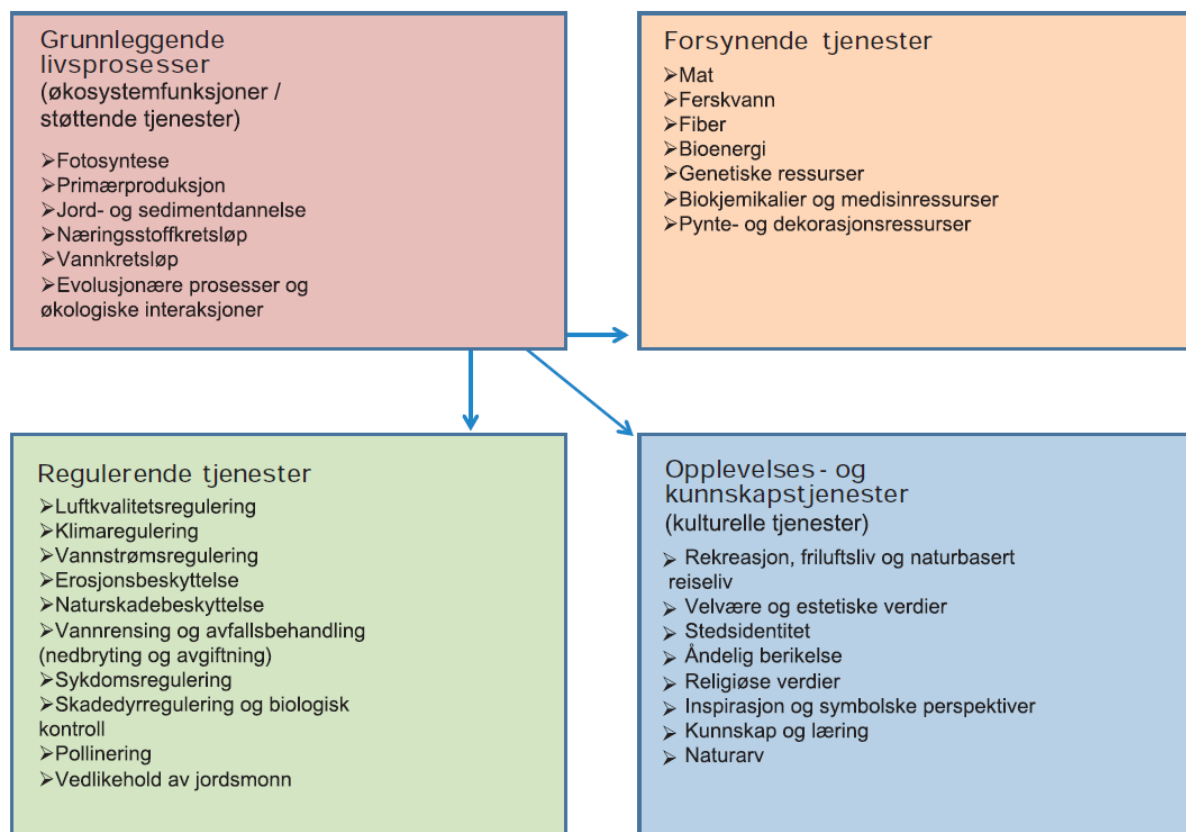 Grunnleggende
livsprosesser
(økosystemfunksjoner /
støttende tjenester)
➢Fotosyntese
➢Primærproduksjon
➢Jord- og sedimentdannelse
➢Næringsstoffkretsløp
➢Vannkretsløp
➢Evolusjonære prosesser og
økologiske interaksjoner
Forsynende tjenester
➢Mat
➢Ferskvann
➢Fiber
➢Bioenergi
➢Genetiske ressurser
➢Biokjemikalier og medisinressurser
➢Pynte- og dekorasjonsressurser
Regulerende tjenester
➢Luftkvalitetsregulering
➢Klimaregulering
➢Vannstrømsregulering
➢Erosjonsbeskyttelse
➢Naturskadebeskyttelse
➢Vannrensing og avfallsbehandling
(nedbryting og avgiftning)
➢Sykdomsregulering
➢Skadedyrregulering og biologisk
kontroll
➢Pollinering
➢Vedlikehold av jordsmonn
Opplevelses- og
kunnskapstjenester
(kulturelle tjenester)
➢ Rekreasjon, friluftsliv og naturbasert
reiseliv
➢ Velvære og estetiske verdier
➢ Stedsidentitet
➢ Åndelig berikelse
➢ Religiøse verdier
➢ Inspirasjon og symbolske perspektiver
➢ Kunnskap og læring
➢ Naturarv